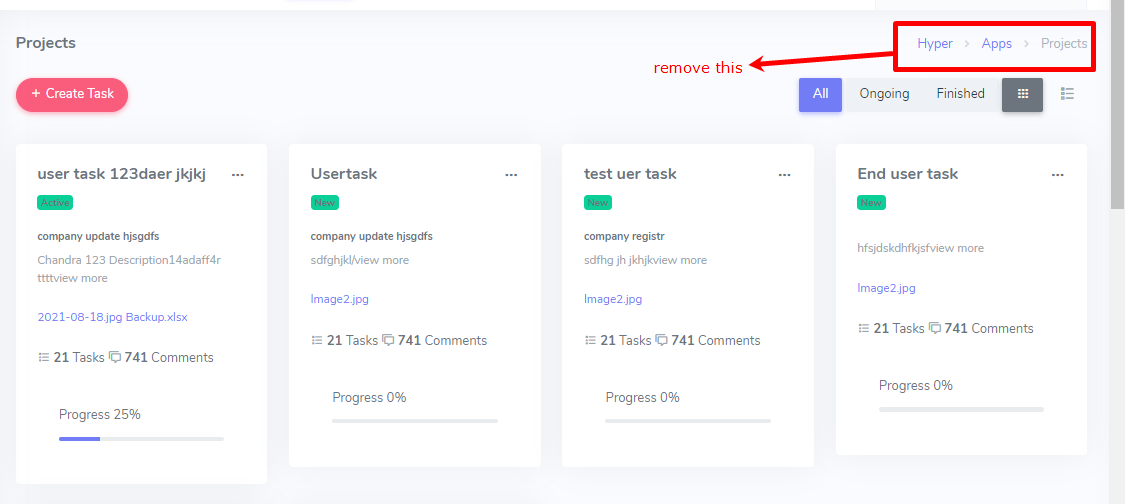 Projects
Hyper > Apps > Projects
remove this
+ Create Task
All Ongoing Finished
user task 123daer jkjkj ...
Active
company update hjsgdfs
Chandra 123 Description14adaff4r
ttttview more
2021-08-18.jpg Backup.xlsx
21 Tasks 741 Comments
Progress 25%
Usertask ...
New
company update hjsgdfs
sdfghjkl/view more
Image2.jpg
21 Tasks 741 Comments
Progress 0%
test uer task ...
New
company registr
sdfhg jh jkhjkview more
Image2.jpg
21 Tasks 741 Comments
Progress 0%
End user task ...
New
hfsjdskdhfkjsfview more
Image2.jpg
21 Tasks 741 Comments
Progress 0%